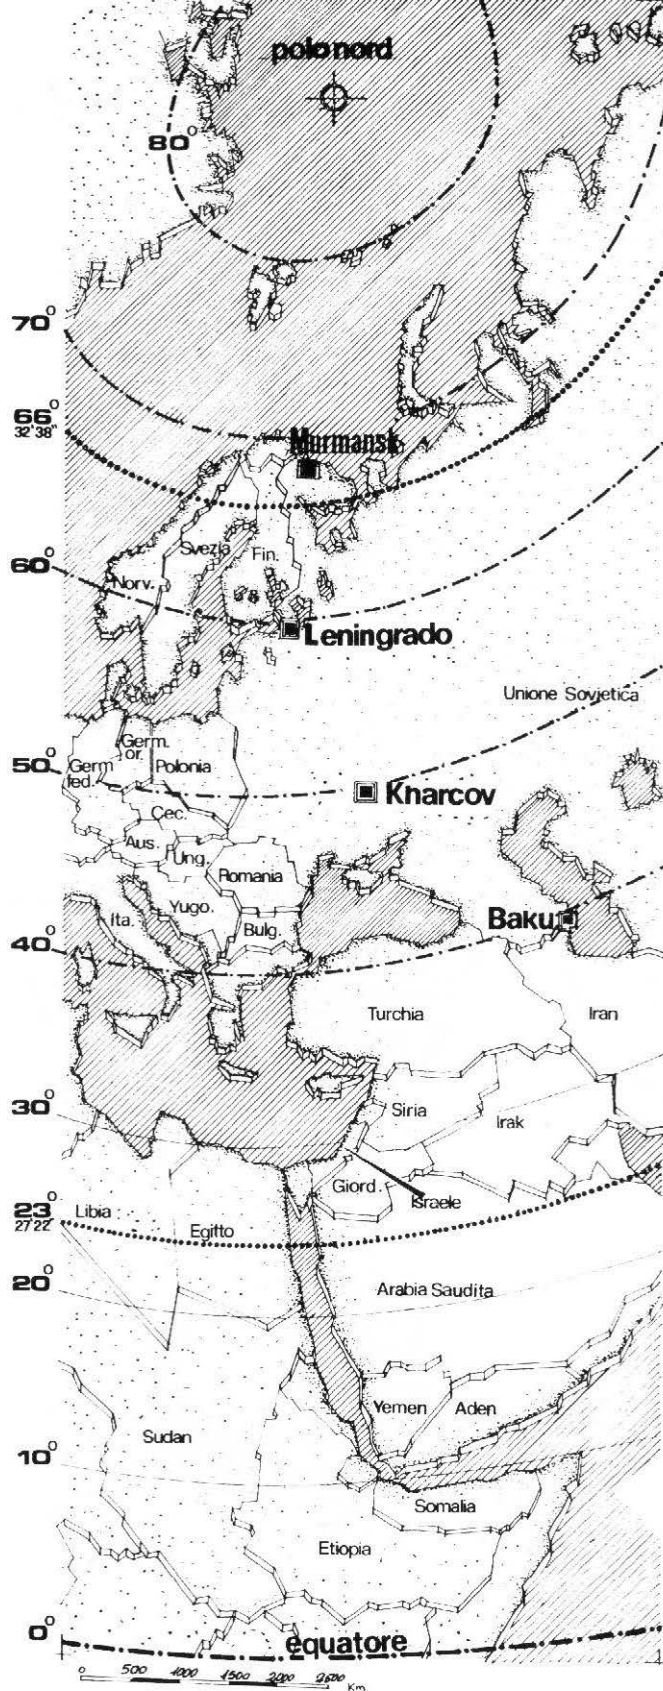 polo nord
80°
70°
66°
32'38"
Murmansk
Svezia
Fin.
60°
Norv.
Leningrado
Unione Sovietica
Germ.
or.
50°
Germ
fed.
Polonia
Kharcov
Cec.
Aus.
Ung.
Romania
Yugo.
Ita.
Bulg.
Baku
40°
Turchia
Iran
30°
Siria
Irak
Giord.
Israele
23°
27'22"
Libia
Egitto
20°
Arabia Saudita
Yemen
Aden
Sudan
10°
Somalia
Etiopia
0°
equatore
0 500 1000 1500 2000 2500
Km